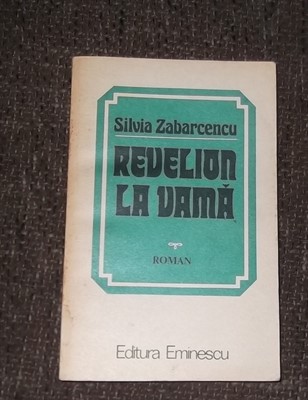 Silvia Zabarcencu
REVELION
LA VAMĂ
ROMAN
Editura Eminescu